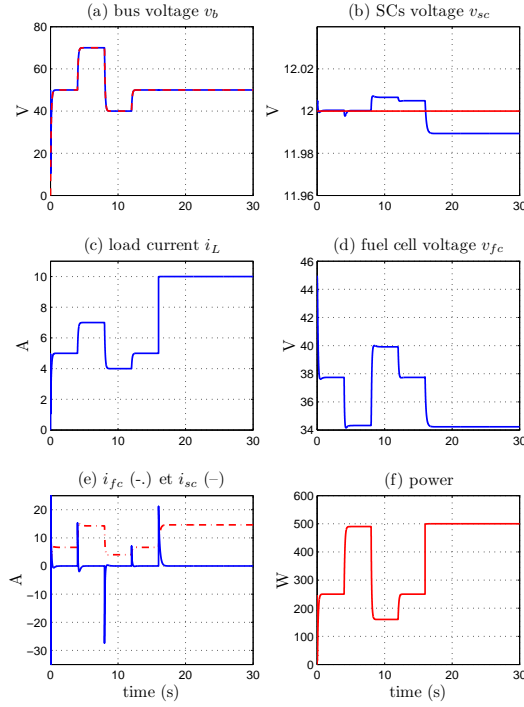 (a) bus voltage v_b
80
60
40
20
0
V
0 10 20 30
(b) SCs voltage v_sc
12.02
12
11.98
11.96
V
0 10 20 30
(c) load current i_L
10
8
6
4
2
0
A
0 10 20 30
(d) fuel cell voltage v_fc
46
44
42
40
38
36
34
V
0 10 20 30
(e) i_fc (-.) et i_sc (–)
20
10
0
−10
−20
−30
A
0 10 20 30
time (s)
(f) power
600
500
400
300
200
100
0
W
0 10 20 30
time (s)